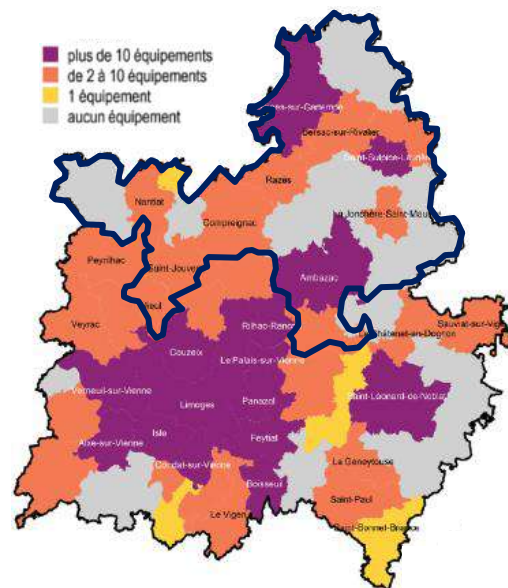 plus de 10 équipements
de 2 à 10 équipements
1 équipement
aucun équipement
Bersac-sur-Rivalier
Nantiat
Razès
Compreignac
La Jonchère-Saint-Maurice
Peyrilhac
Saint-Jouvent
Ambazac
Nieul
Veyrac
Rilhac-Rancon
Le Châtenet-en-Dognon
Sauviat-sur-Vige
Couzeix
Le Palais-sur-Vienne
Verneuil-sur-Vienne
Limoges
Panazol
Saint-Léonard-de-Noblat
Isle
Aixe-sur-Vienne
Feytiat
Condat-sur-Vienne
La Geneytouse
Boisseuil
Le Vigen
Saint-Paul
Saint-Bonnet-Briance